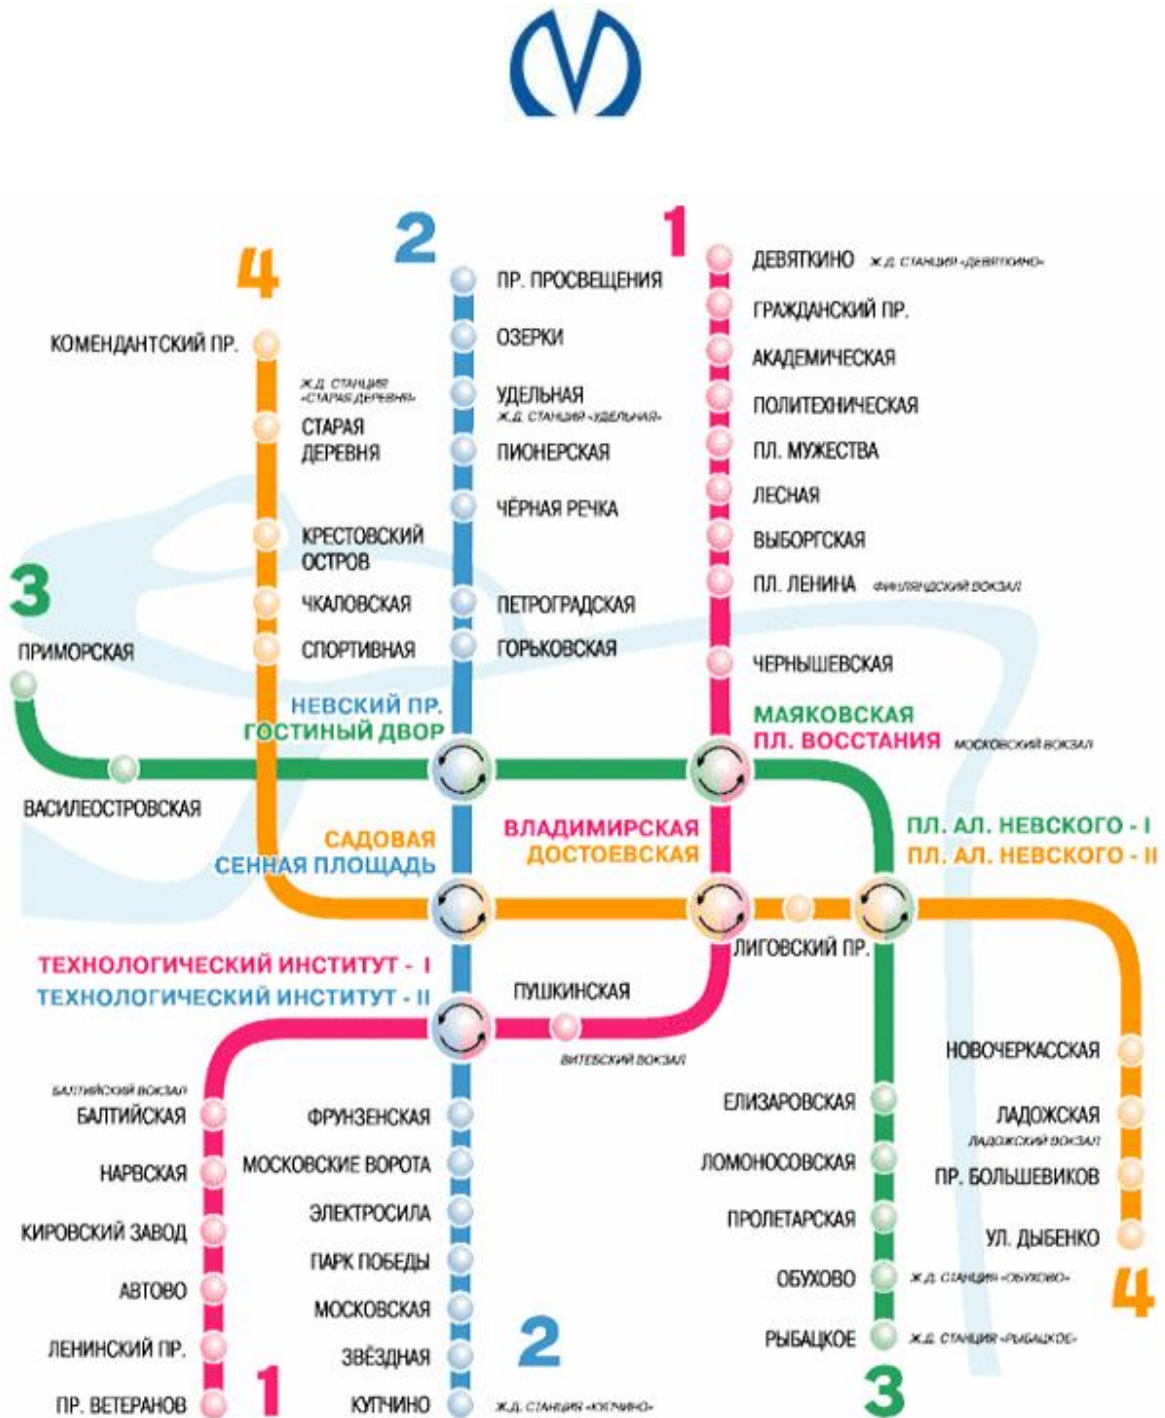 2
1
4
ПР. ПРОСВЕЩЕНИЯ
ДЕВЯТКИНО
Ж.Д. СТАНЦИЯ «ДЕВЯТКИНО»
ГРАЖДАНСКИЙ ПР.
КОМЕНДАНТСКИЙ ПР.
ОЗЕРКИ
АКАДЕМИЧЕСКАЯ
Ж.Д. СТАНЦИЯ
«СТАРАЯ ДЕРЕВНЯ»
СТАРАЯ
ДЕРЕВНЯ
УДЕЛЬНАЯ
Ж.Д. СТАНЦИЯ «УДЕЛЬНАЯ»
ПОЛИТЕХНИЧЕСКАЯ
ПИОНЕРСКАЯ
ПЛ. МУЖЕСТВА
ЧЁРНАЯ РЕЧКА
ЛЕСНАЯ
КРЕСТОВСКИЙ
ОСТРОВ
ВЫБОРГСКАЯ
3
ПЛ. ЛЕНИНА
ФИНЛЯНДСКИЙ ВОКЗАЛ
ЧКАЛОВСКАЯ
ПЕТРОГРАДСКАЯ
ПРИМОРСКАЯ
СПОРТИВНАЯ
ГОРЬКОВСКАЯ
ЧЕРНЫШЕВСКАЯ
НЕВСКИЙ ПР.
ГОСТИНЫЙ ДВОР
МАЯКОВСКАЯ
ПЛ. ВОССТАНИЯ
МОСКОВСКИЙ ВОКЗАЛ
ВАСИЛЕОСТРОВСКАЯ
САДОВАЯ
СЕННАЯ ПЛОЩАДЬ
ВЛАДИМИРСКАЯ
ДОСТОЕВСКАЯ
ПЛ. АЛ. НЕВСКОГО - I
ПЛ. АЛ. НЕВСКОГО - II
ЛИГОВСКИЙ ПР.
ТЕХНОЛОГИЧЕСКИЙ ИНСТИТУТ - I
ТЕХНОЛОГИЧЕСКИЙ ИНСТИТУТ - II
ПУШКИНСКАЯ
ВИТЕБСКИЙ ВОКЗАЛ
НОВОЧЕРКАССКАЯ
БАЛТИЙСКИЙ ВОКЗАЛ
БАЛТИЙСКАЯ
ФРУНЗЕНСКАЯ
ЕЛИЗАРОВСКАЯ
ЛАДОЖСКАЯ
ЛАДОЖСКИЙ ВОКЗАЛ
НАРВСКАЯ
МОСКОВСКИЕ ВОРОТА
ЛОМОНОСОВСКАЯ
ПР. БОЛЬШЕВИКОВ
КИРОВСКИЙ ЗАВОД
ЭЛЕКТРОСИЛА
ПРОЛЕТАРСКАЯ
УЛ. ДЫБЕНКО
АВТОВО
ПАРК ПОБЕДЫ
ОБУХОВО
Ж.Д. СТАНЦИЯ «ОБУХОВО»
4
МОСКОВСКАЯ
2
ЛЕНИНСКИЙ ПР.
ЗВЁЗДНАЯ
РЫБАЦКОЕ
Ж.Д. СТАНЦИЯ «РЫБАЦКОЕ»
ПР. ВЕТЕРАНОВ
1
КУПЧИНО
Ж.Д. СТАНЦИЯ «КУПЧИНО»
3